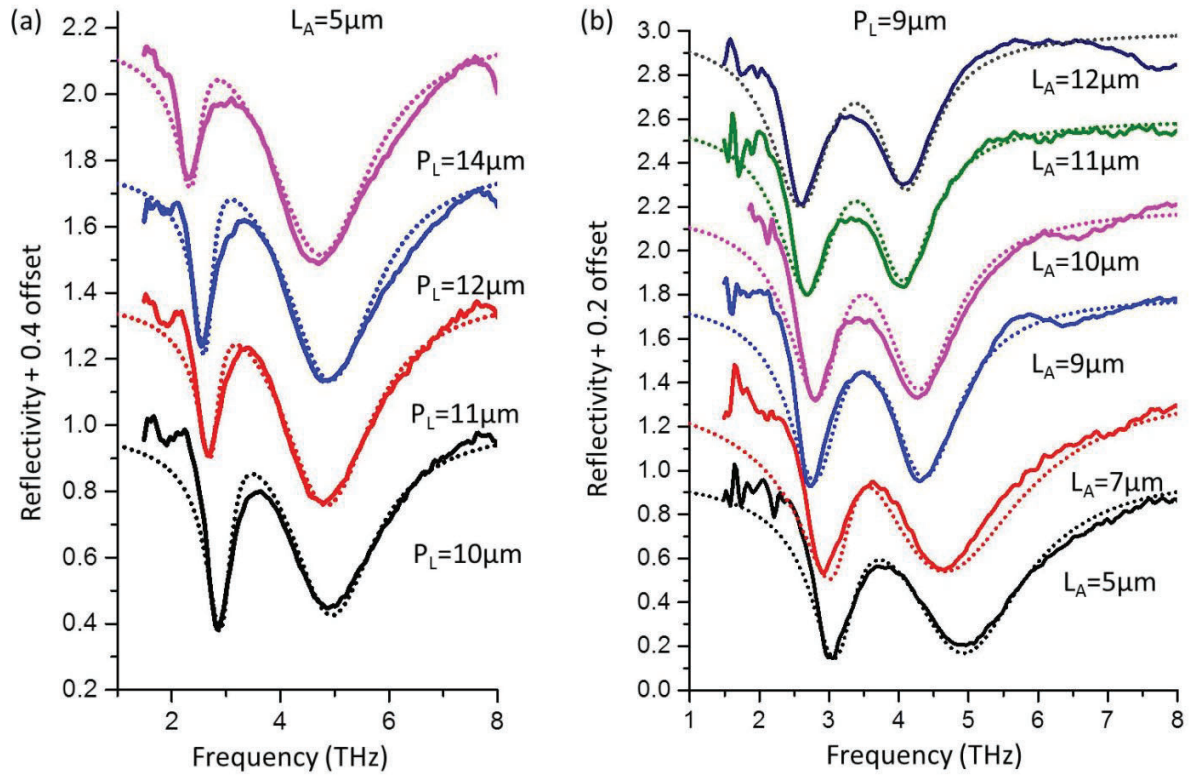 (a)
L_A=5µm
2.2
2.0
1.8
1.6
1.4
1.2
1.0
0.8
0.6
0.4
0.2
Reflectivity + 0.4 offset
P_L=14µm
P_L=12µm
P_L=11µm
P_L=10µm
2 4 6 8
Frequency (THz)
(b)
P_L=9µm
3.0
2.8
2.6
2.4
2.2
2.0
1.8
1.6
1.4
1.2
1.0
0.8
0.6
0.4
0.2
0.0
Reflectivity + 0.2 offset
L_A=12µm
L_A=11µm
L_A=10µm
L_A=9µm
L_A=7µm
L_A=5µm
1 2 3 4 5 6 7 8
Frequency (THz)